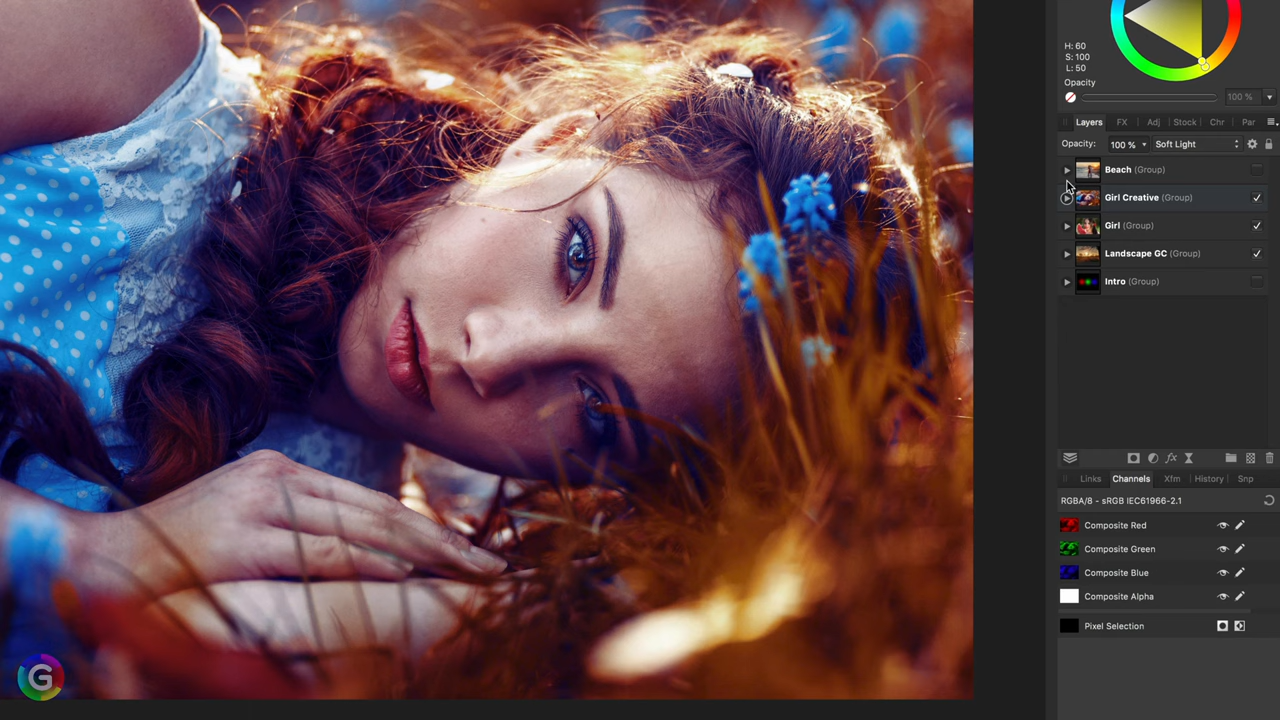 H: 60
S: 100
L: 50
Opacity
100 %
Layers FX Adj Stock Chr Par
Opacity: 100 % Soft Light
Beach (Group)
Girl Creative (Group)
Girl (Group)
Landscape GC (Group)
Intro (Group)
fx
Links Channels Xfm History Snp
RGBA/8 - sRGB IEC61966-2.1
Composite Red
Composite Green
Composite Blue
Composite Alpha
Pixel Selection
G